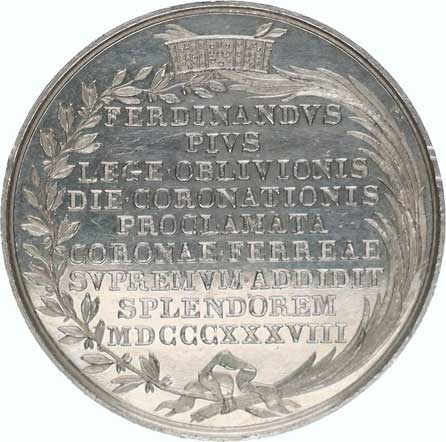 FERDINANDVS
PIVS
LEGE·OBLIVIONIS
DIE·CORONATIONIS
PROCLAMATA
CORONAE·FERREAE
SVPREMVM·ADDIDIT
SPLENDOREM
MDCCCXXXVIII